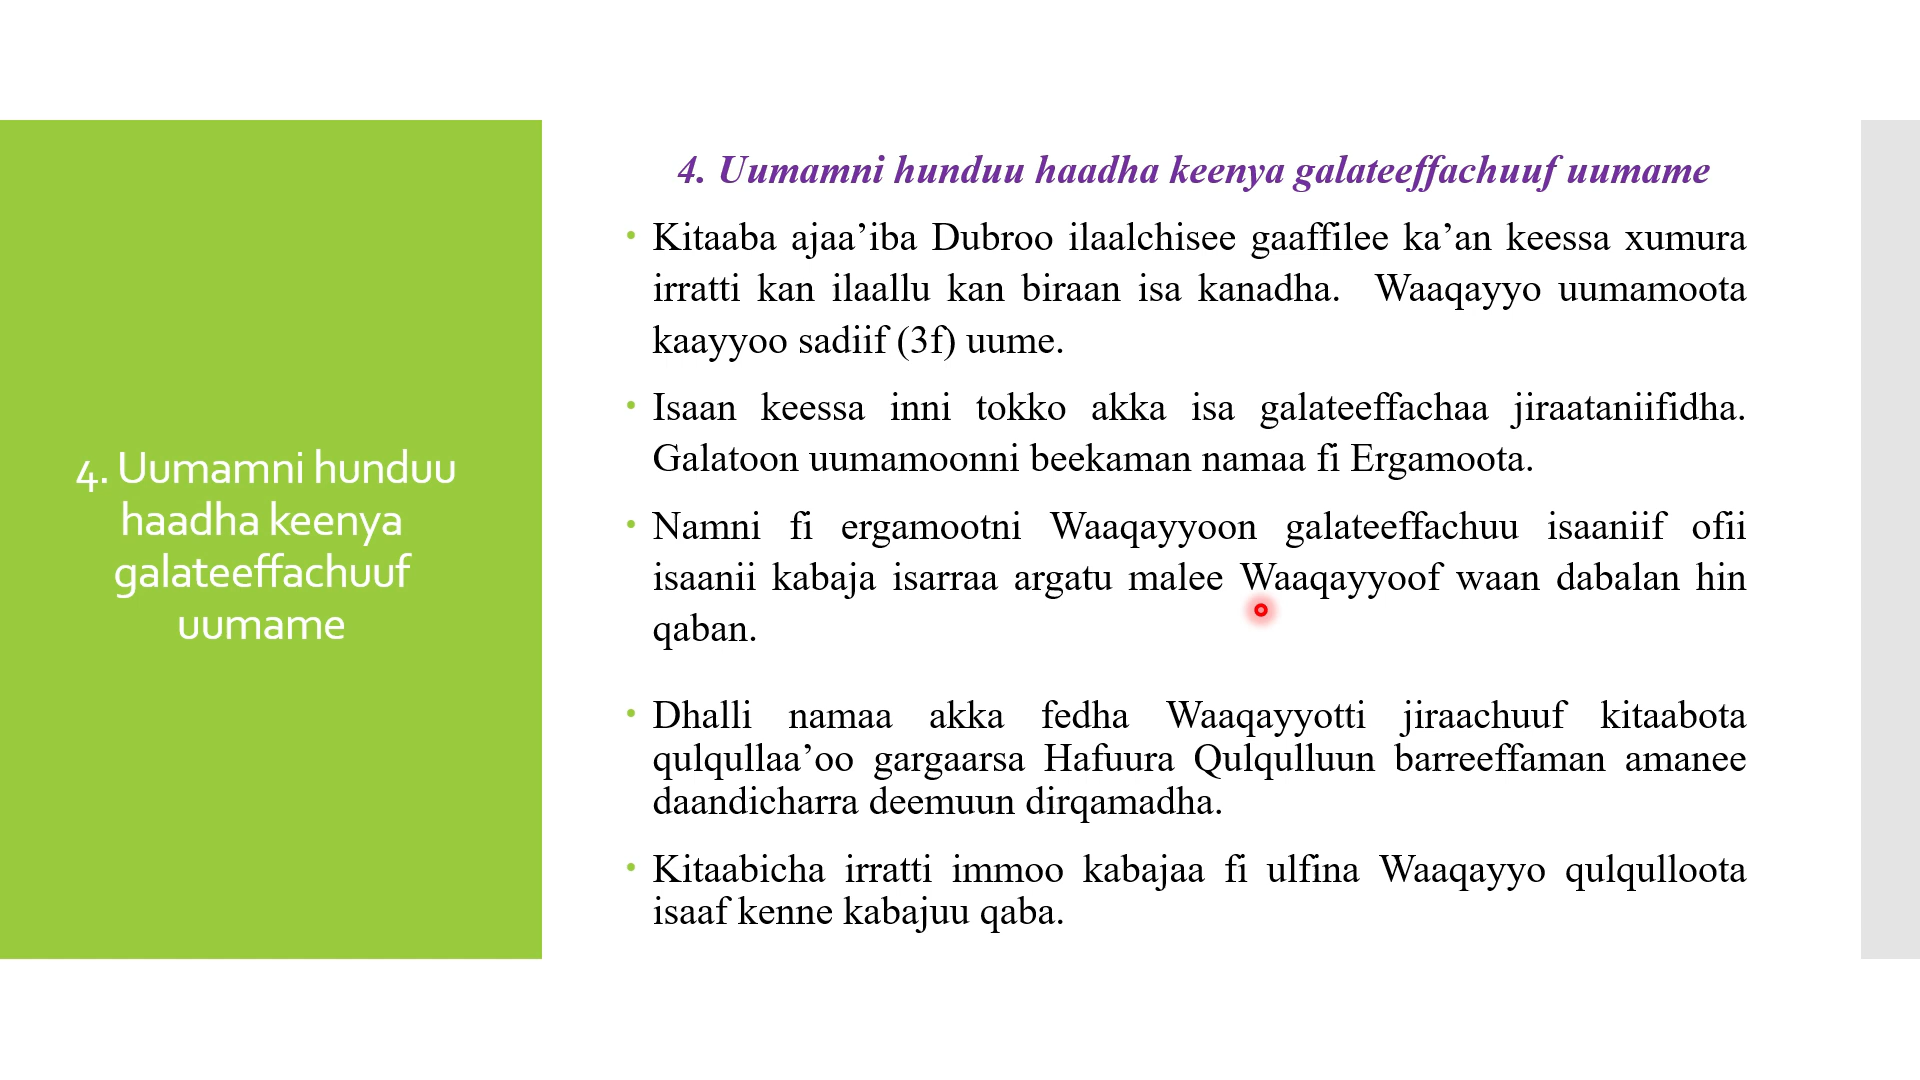 4. Uumamni hunduu
haadha keenya
galateeffachuuf
uumame
4. Uumamni hunduu haadha keenya galateeffachuuf uumame
• Kitaaba ajaa’iba Dubroo ilaalchisee gaaffilee ka’an keessa xumura
irratti kan ilaallu kan biraan isa kanadha. Waaqayyo uumamoota
kaayyoo sadiif (3f) uume.
• Isaan keessa inni tokko akka isa galateeffachaa jiraataniifidha.
Galatoon uumamoonni beekaman namaa fi Ergamoota.
• Namni fi ergamootni Waaqayyoon galateeffachuu isaaniif ofii
isaanii kabaja isarraa argatu malee Waaqayyoof waan dabalan hin
qaban.
• Dhalli namaa akka fedha Waaqayyotti jiraachuuf kitaabota
qulqullaa’oo gargaarsa Hafuura Qulqulluun barreeffaman amanee
daandicharra deemuun dirqamadha.
• Kitaabicha irratti immoo kabajaa fi ulfina Waaqayyo qulqulloota
isaaf kenne kabajuu qaba.